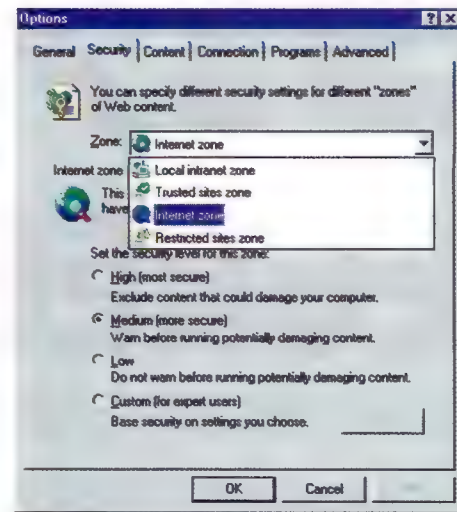 Options
General Security Content Connection Programs Advanced
You can specify different security settings for different "zones"
of Web content.
Zone: Internet zone
Internet zone
Local intranet zone
This
Trusted sites zone
have
Internet zone
Restricted sites zone
Set the security level for this zone:
High (most secure)
Exclude content that could damage your computer.
Medium (more secure)
Warn before running potentially damaging content.
Low
Do not warn before running potentially damaging content.
Custom (for expert users)
Base security on settings you choose.
OK Cancel